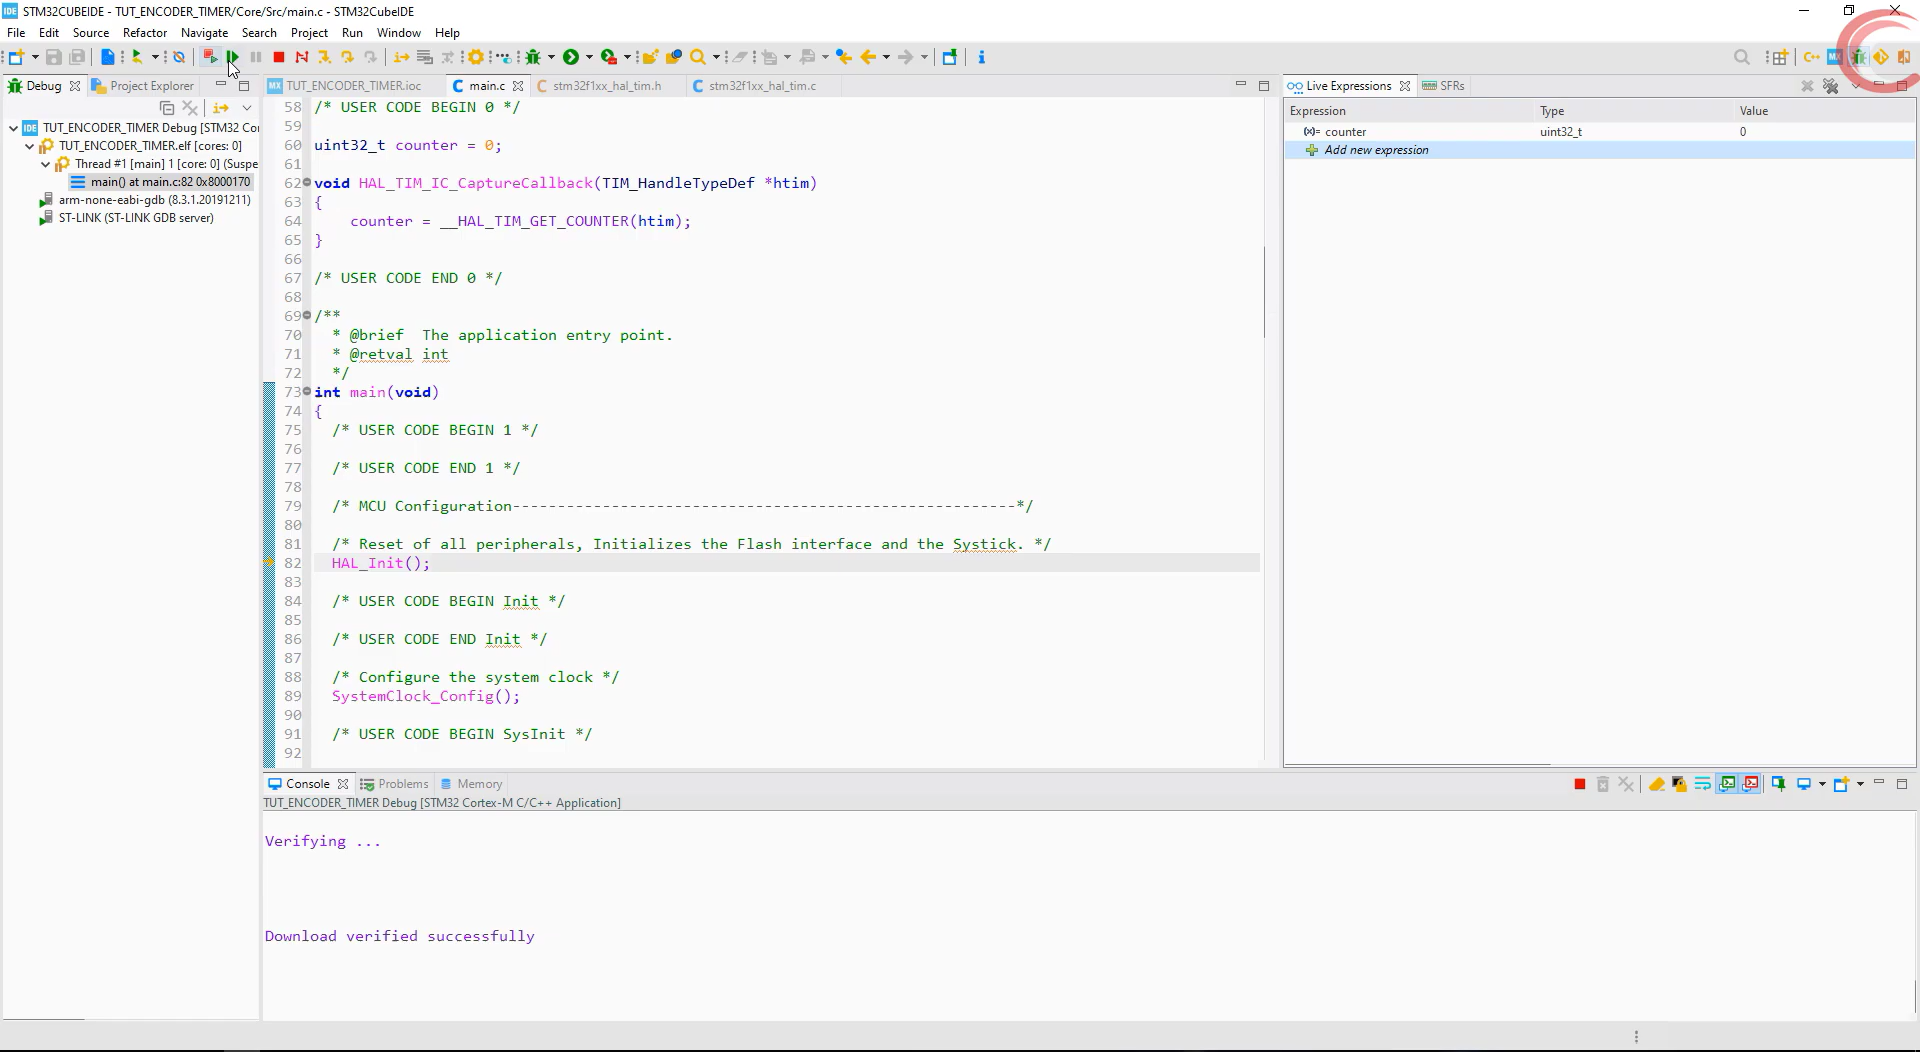 IDE STM32CUBEIDE - TUT_ENCODER_TIMER/Core/Src/main.c - STM32CubeIDE
File Edit Source Refactor Navigate Search Project Run Window Help
Debug Project Explorer
TUT_ENCODER_TIMER Debug [STM32 Co
TUT_ENCODER_TIMER.elf [cores: 0]
Thread #1 [main] 1 [core: 0] (Suspe
main() at main.c:82 0x8000170
arm-none-eabi-gdb (8.3.1.20191211)
ST-LINK (ST-LINK GDB server)
MX TUT_ENCODER_TIMER.ioc main.c stm32f1xx_hal_tim.h stm32f1xx_hal_tim.c
58 /* USER CODE BEGIN 0 */
59
60 uint32_t counter = 0;
61
62 void HAL_TIM_IC_CaptureCallback(TIM_HandleTypeDef *htim)
63 {
64 counter = __HAL_TIM_GET_COUNTER(htim);
65 }
66
67 /* USER CODE END 0 */
68
69 /**
70 * @brief The application entry point.
71 * @retval int
72 */
73 int main(void)
74 {
75 /* USER CODE BEGIN 1 */
76
77 /* USER CODE END 1 */
78
79 /* MCU Configuration--------------------------------------------------------*/
80
81 /* Reset of all peripherals, Initializes the Flash interface and the Systick. */
82 HAL_Init();
83
84 /* USER CODE BEGIN Init */
85
86 /* USER CODE END Init */
87
88 /* Configure the system clock */
89 SystemClock_Config();
90
91 /* USER CODE BEGIN SysInit */
92
Live Expressions SFRs
Expression Type Value
(x)= counter uint32_t 0
Add new expression
Console Problems Memory
TUT_ENCODER_TIMER Debug [STM32 Cortex-M C/C++ Application]
Verifying ...
Download verified successfully